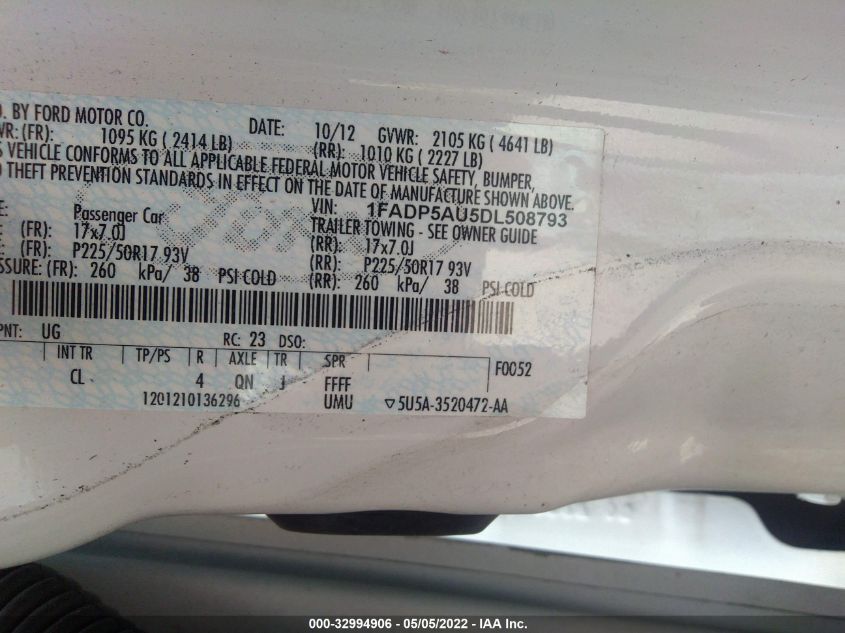 . BY FORD MOTOR CO. DATE: 10/12 GVWR: 2105 KG ( 4641 LB)
WR: (FR): 1095 KG ( 2414 LB) (RR): 1010 KG ( 2227 LB)
S VEHICLE CONFORMS TO ALL APPLICABLE FEDERAL MOTOR VEHICLE SAFETY, BUMPER,
THEFT PREVENTION STANDARDS IN EFFECT ON THE DATE OF MANUFACTURE SHOWN ABOVE.
VIN: 1FADP5AU5DL508793
E: Passenger Car TRAILER TOWING - SEE OWNER GUIDE
(FR): 17x7.0J (RR): 17x7.0J
(FR): P225/50R17 93V (RR): P225/50R17 93V
SSURE: (FR): 260 kPa/ 38 PSI COLD (RR): 260 kPa/ 38 PSI COLD
PNT: UG RC: 23 DSO:
INT TR TP/PS R AXLE TR SPR F0052
CL 4 QN J FFFF
1201210136296 UMU ▽5U5A-3520472-AA
000-32994906 - 05/05/2022 - IAA Inc.